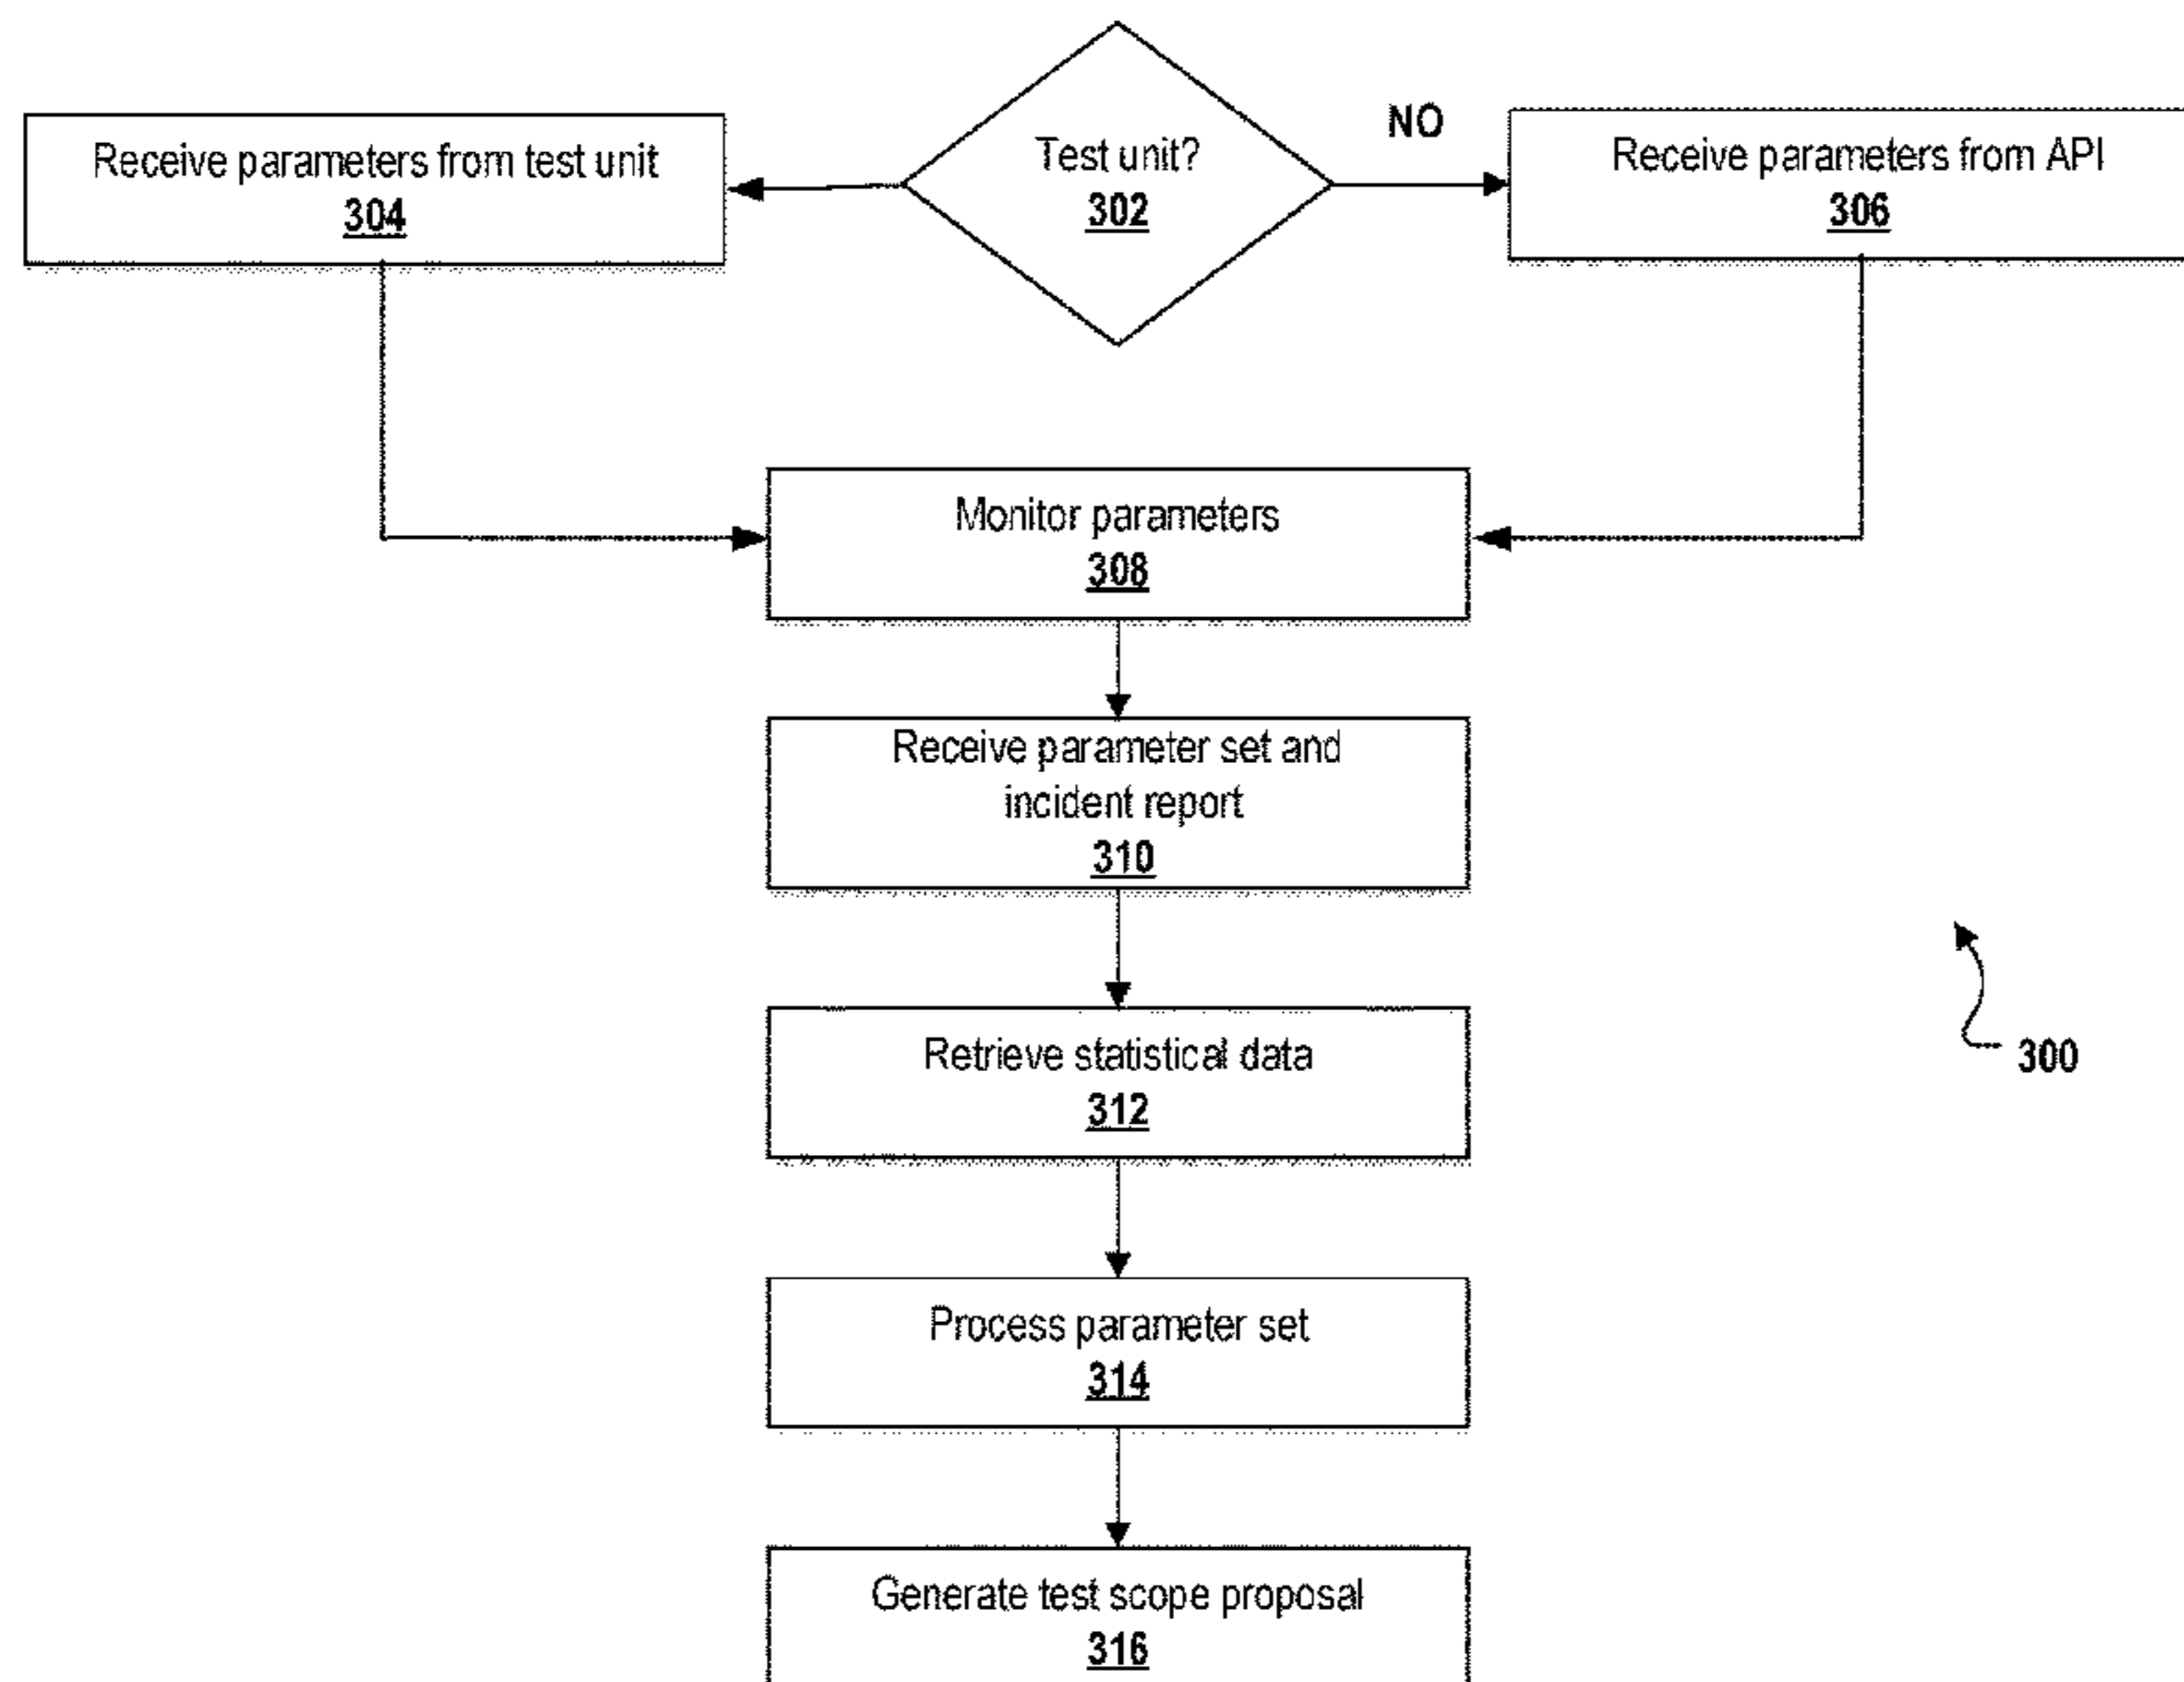 Test unit?
302
NO
Receive parameters from test unit
304
Receive parameters from API
306
Monitor parameters
308
Receive parameter set and
incident report
310
Retrieve statistical data
312
300
Process parameter set
314
Generate test scope proposal
316